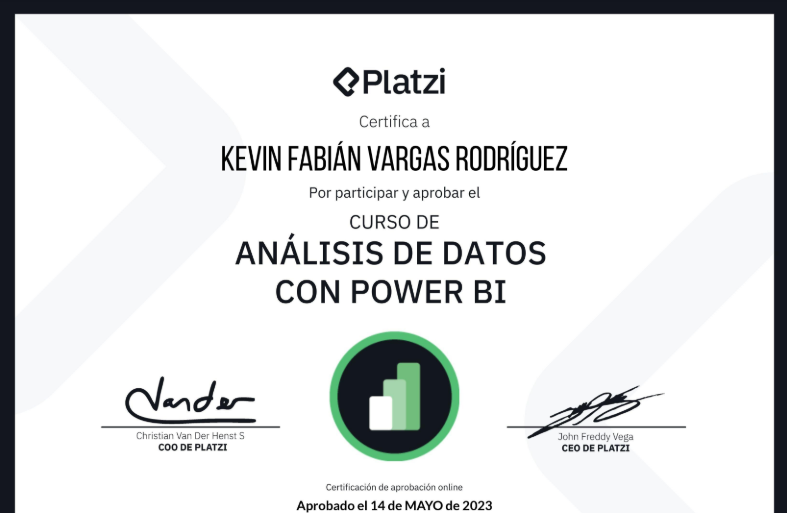 Platzi
Certifica a
KEVIN FABIÁN VARGAS RODRÍGUEZ
Por participar y aprobar el
CURSO DE
ANÁLISIS DE DATOS
CON POWER BI
Vander
Christian Van Der Henst S
COO DE PLATZI
John Freddy Vega
CEO DE PLATZI
Certificación de aprobación online
Aprobado el 14 de MAYO de 2023